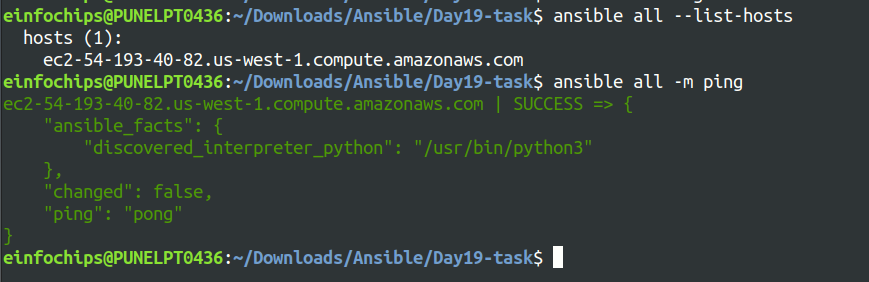 einfochips@PUNELPT0436:~/Downloads/Ansible/Day19-task$ ansible all --list-hosts
  hosts (1):
    ec2-54-193-40-82.us-west-1.compute.amazonaws.com
einfochips@PUNELPT0436:~/Downloads/Ansible/Day19-task$ ansible all -m ping
ec2-54-193-40-82.us-west-1.compute.amazonaws.com | SUCCESS => {
    "ansible_facts": {
        "discovered_interpreter_python": "/usr/bin/python3"
    },
    "changed": false,
    "ping": "pong"
}
einfochips@PUNELPT0436:~/Downloads/Ansible/Day19-task$